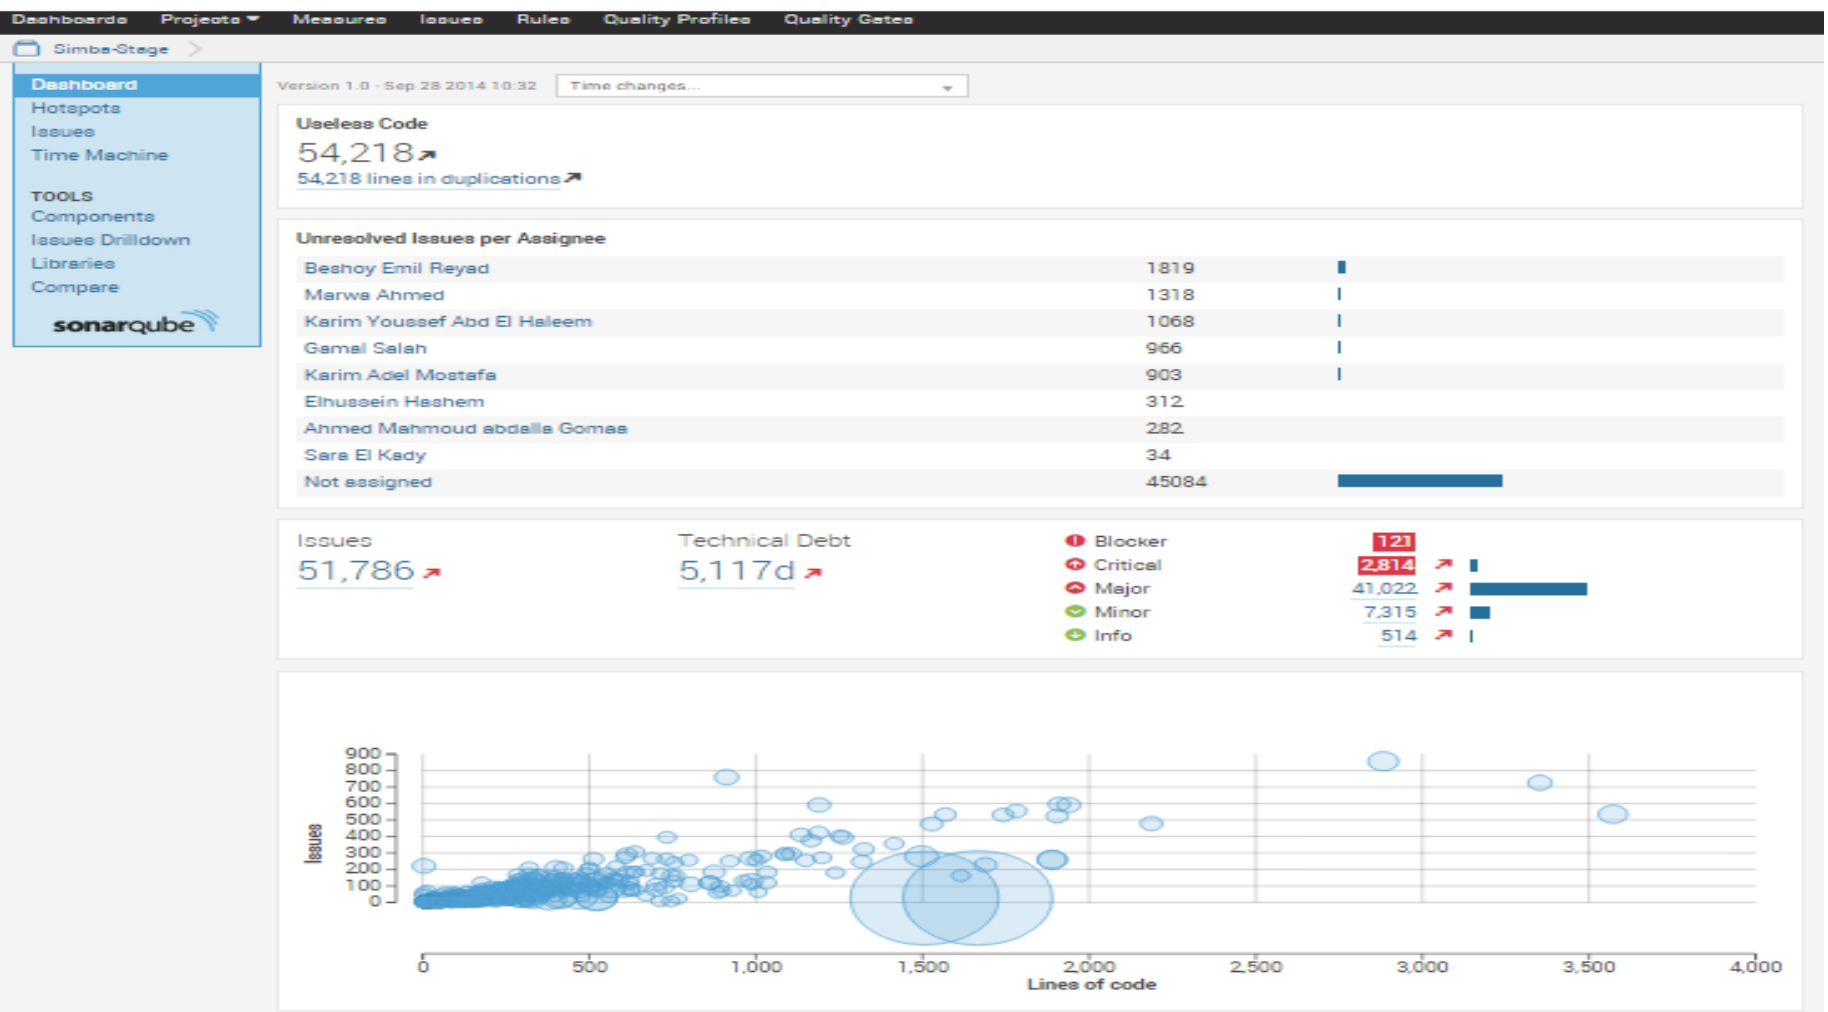 Dashboards Projects Measures Issues Rules Quality Profiles Quality Gates
Simba-Stage
Dashboard
Hotspots
Issues
Time Machine
TOOLS
Components
Issues Drilldown
Libraries
Compare
sonarqube
Version 1.0 - Sep 28 2014 10:32 Time changes...
Useless Code
54,218
54,218 lines in duplications
Unresolved Issues per Assignee
Beshoy Emil Reyad 1819
Marwa Ahmed 1318
Karim Youssef Abd El Haleem 1068
Gamal Salah 966
Karim Adel Mostafa 903
Elhussein Hashem 312
Ahmed Mahmoud abdalla Gomaa 282
Sara El Kady 34
Not assigned 45084
Issues
51,786
Technical Debt
5,117d
Blocker 121
Critical 2,814
Major 41,022
Minor 7,315
Info 514
900
800
700
600
500
400
300
200
100
0
Issues
0 500 1,000 1,500 2,000 2,500 3,000 3,500 4,000
Lines of code